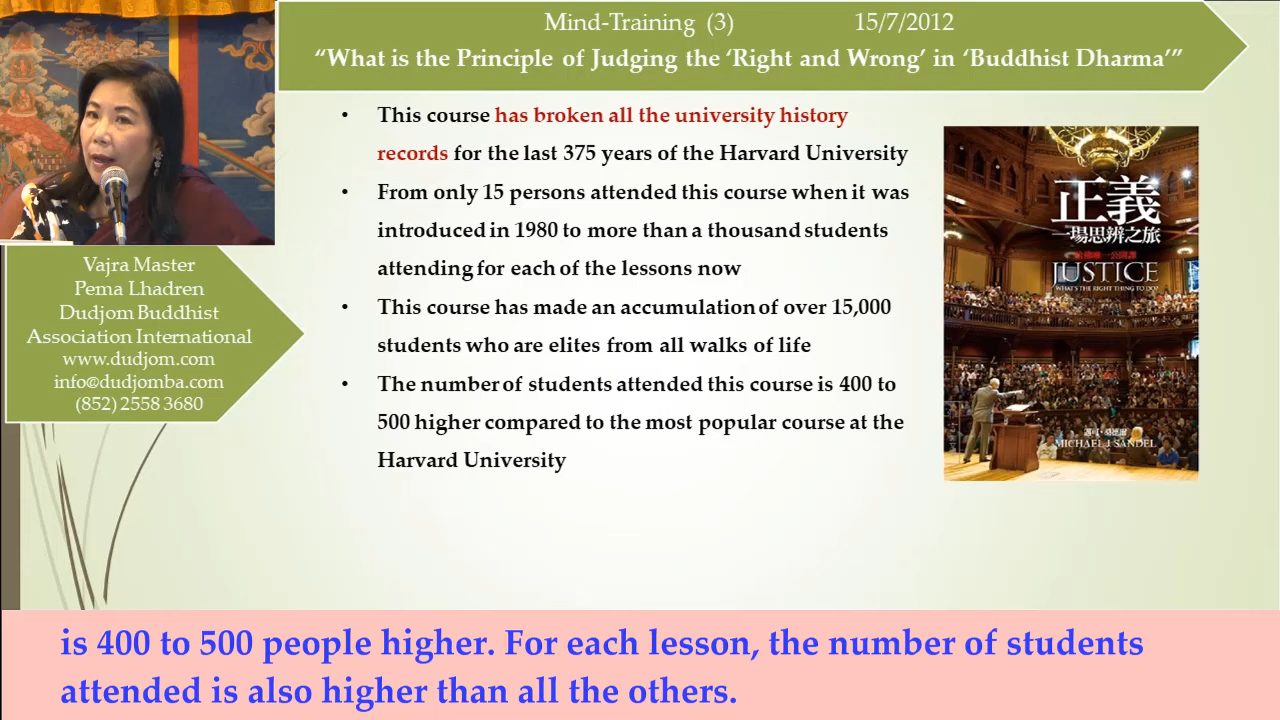 Mind-Training (3) 15/7/2012
“What is the Principle of Judging the ‘Right and Wrong’ in ‘Buddhist Dharma’”
• This course has broken all the university history
records for the last 375 years of the Harvard University
• From only 15 persons attended this course when it was
introduced in 1980 to more than a thousand students
attending for each of the lessons now
• This course has made an accumulation of over 15,000
students who are elites from all walks of life
• The number of students attended this course is 400 to
500 higher compared to the most popular course at the
Harvard University
Vajra Master
Pema Lhadren
Dudjom Buddhist
Association International
www.dudjom.com
info@dudjomba.com
(852) 2558 3680
正義
一場思辨之旅
JUSTICE
WHAT'S THE RIGHT THING TO DO?
MICHAEL J. SANDEL
is 400 to 500 people higher. For each lesson, the number of students
attended is also higher than all the others.